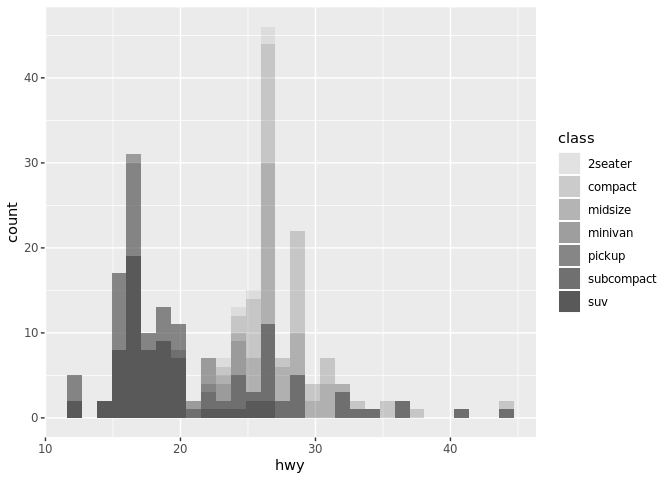 40
30
20
10
0
count
10 20 30 40
hwy
class
2seater
compact
midsize
minivan
pickup
subcompact
suv